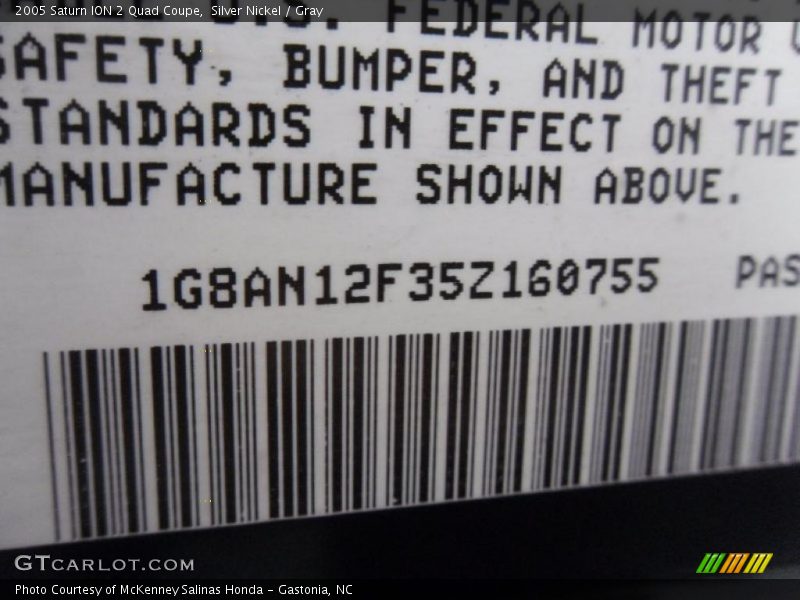 2005 Saturn ION 2 Quad Coupe, Silver Nickel / Gray
FEDERAL MOTOR
SAFETY, BUMPER, AND THEFT
STANDARDS IN EFFECT ON THE
MANUFACTURE SHOWN ABOVE.
1G8AN12F35Z160755 PAS
GTCARLOT.COM
Photo Courtesy of McKenney Salinas Honda - Gastonia, NC